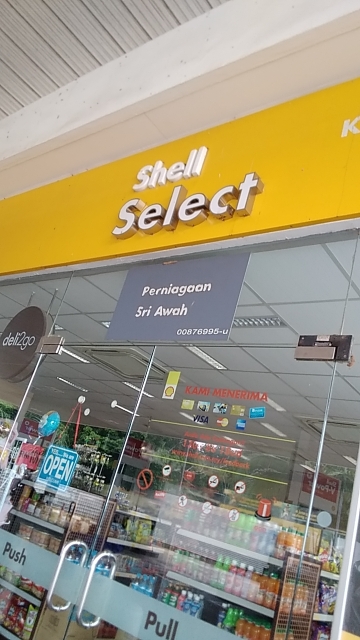 Shell
Select
K
Perniagaan
Sri Awah
00876995-u
deli2go
KAMI MENERIMA
VISA
OPEN
Push
Pull